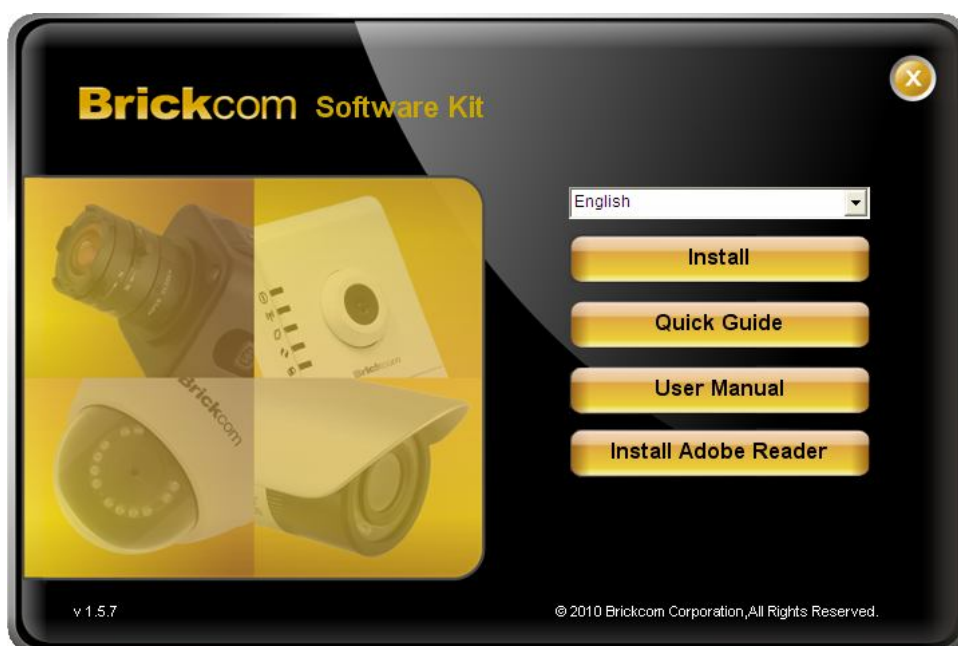 Brickcom Software Kit
X
English
Install
Quick Guide
User Manual
Install Adobe Reader
Brickcom
Brickcom
v 1.5.7
© 2010 Brickcom Corporation,All Rights Reserved.